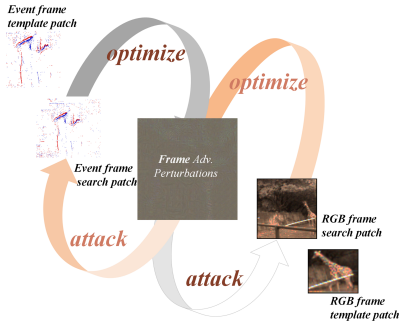 Event frame
template patch
optimize
optimize
Event frame
search patch
Frame Adv.
Perturbations
attack
attack
RGB frame
search patch
RGB frame
template patch